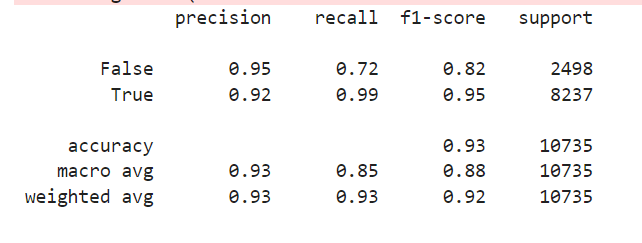 precision recall f1-score support
False 0.95 0.72 0.82 2498
True 0.92 0.99 0.95 8237
accuracy 0.93 10735
macro avg 0.93 0.85 0.88 10735
weighted avg 0.93 0.93 0.92 10735